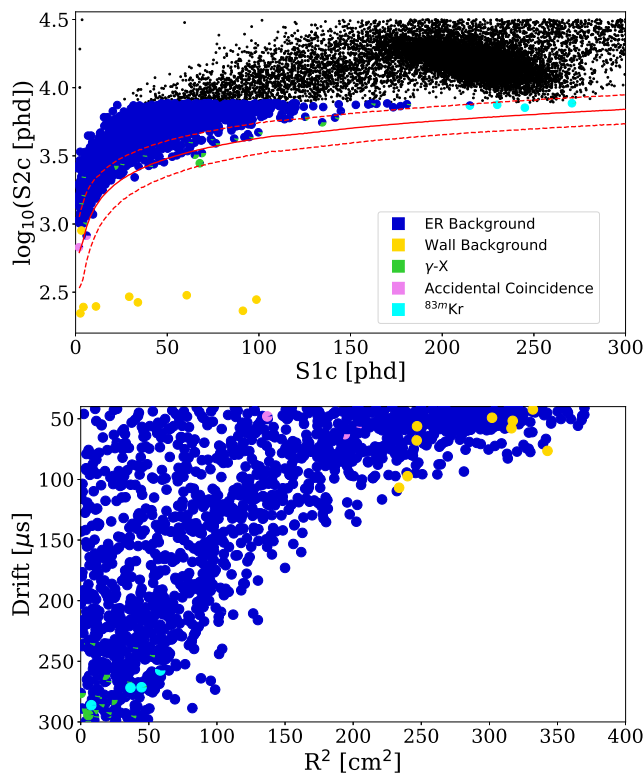 4.5
4.0
3.5
3.0
2.5
log₁₀(S2c [phd])
0 50 100 150 200 250 300
S1c [phd]
ER Background
Wall Background
γ-X
Accidental Coincidence
⁸³ᵐKr
50
100
150
200
250
300
Drift [μs]
0 50 100 150 200 250 300 350 400
R² [cm²]